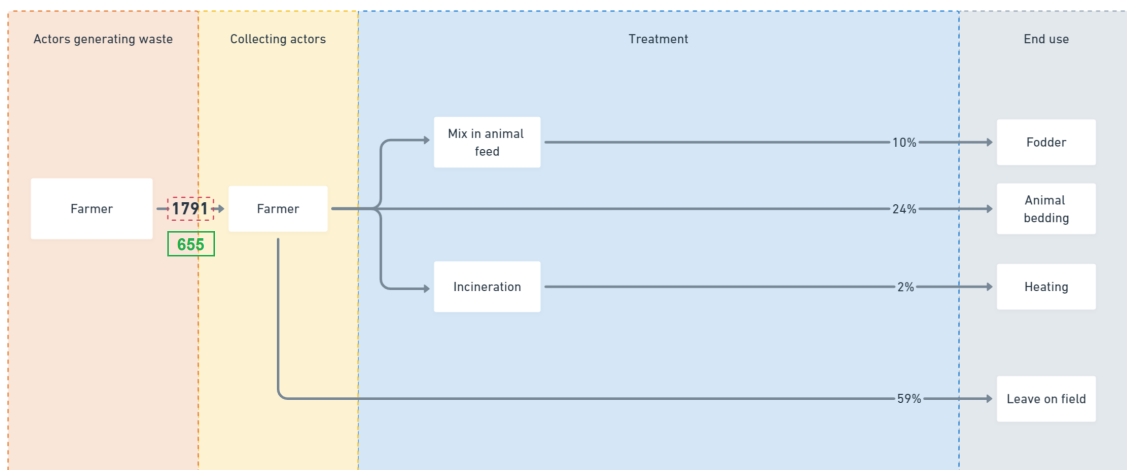 Actors generating waste
Collecting actors
Treatment
End use
Mix in animal
feed
10%
Fodder
Farmer
1791
Farmer
24%
Animal
bedding
655
Incineration
2%
Heating
59%
Leave on field